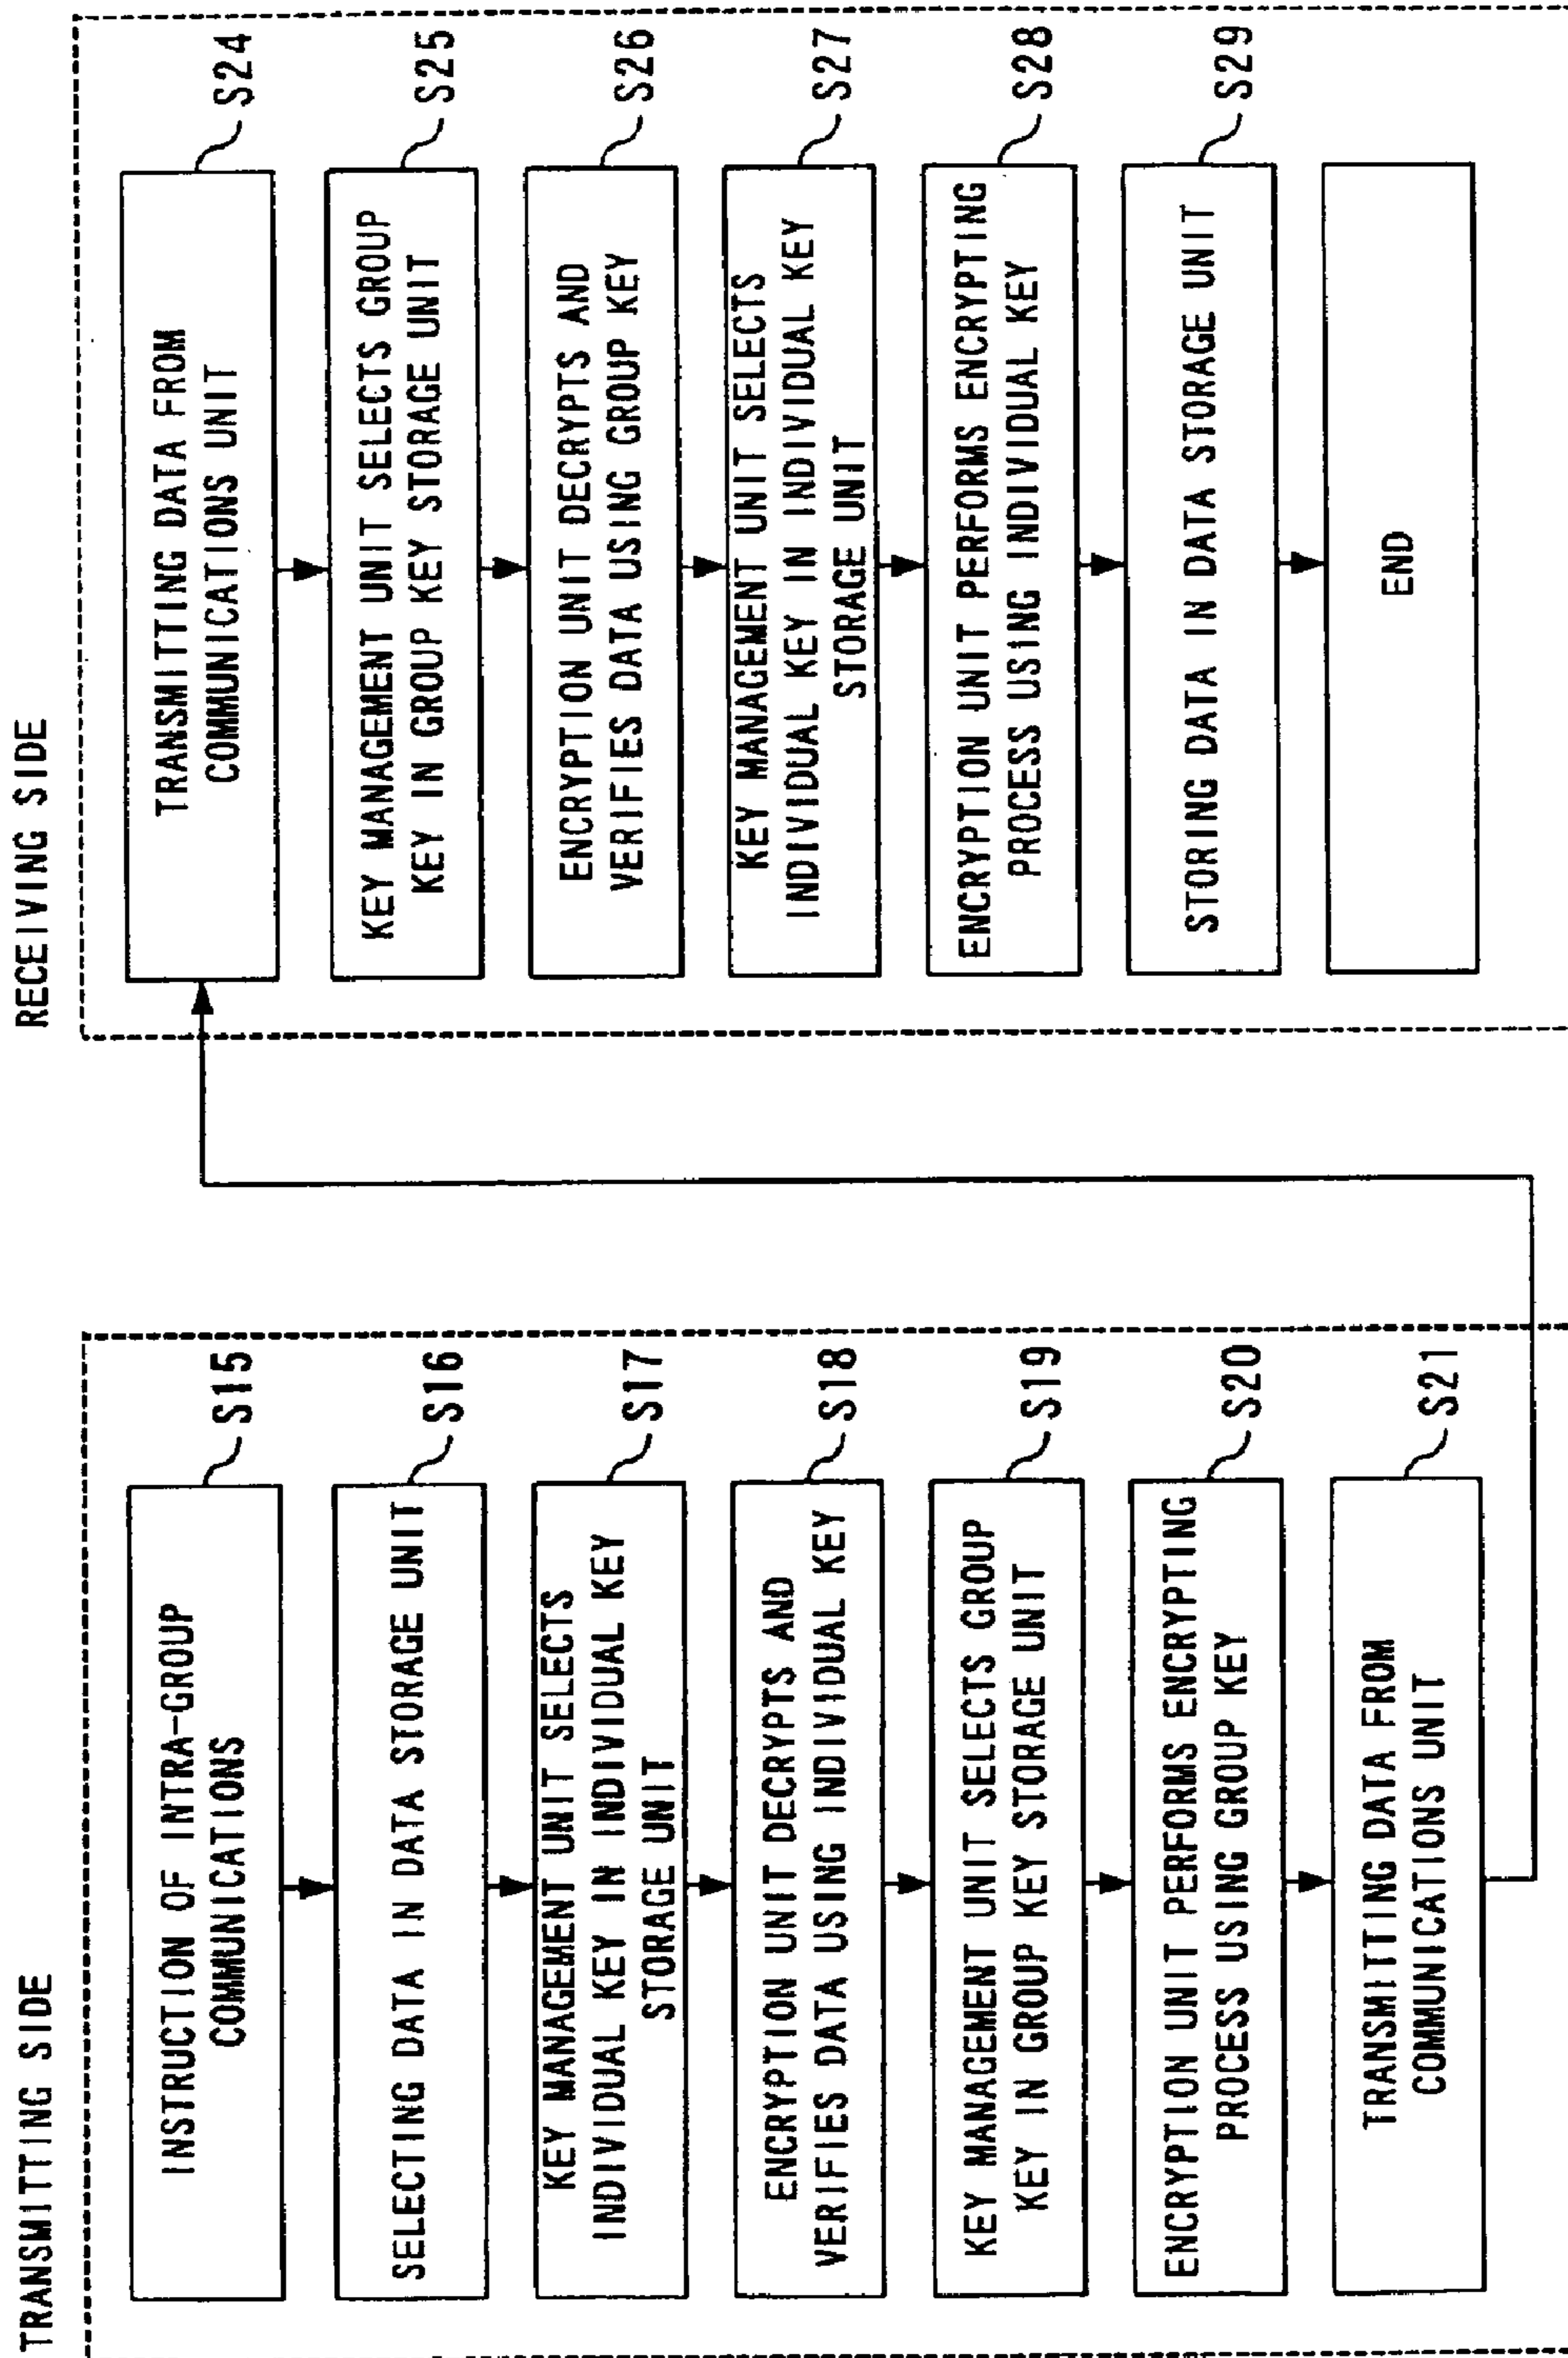 TRANSMITTING SIDE
INSTRUCTION OF INTRA-GROUP
COMMUNICATIONS
S15
SELECTING DATA IN DATA STORAGE UNIT
S16
KEY MANAGEMENT UNIT SELECTS
INDIVIDUAL KEY IN INDIVIDUAL KEY
STORAGE UNIT
S17
ENCRYPTION UNIT DECRYPTS AND
VERIFIES DATA USING INDIVIDUAL KEY
S18
KEY MANAGEMENT UNIT SELECTS GROUP
KEY IN GROUP KEY STORAGE UNIT
S19
ENCRYPTION UNIT PERFORMS ENCRYPTING
PROCESS USING GROUP KEY
S20
TRANSMITTING DATA FROM
COMMUNICATIONS UNIT
S21
RECEIVING SIDE
TRANSMITTING DATA FROM
COMMUNICATIONS UNIT
S24
KEY MANAGEMENT UNIT SELECTS GROUP
KEY IN GROUP KEY STORAGE UNIT
S25
ENCRYPTION UNIT DECRYPTS AND
VERIFIES DATA USING GROUP KEY
S26
KEY MANAGEMENT UNIT SELECTS
INDIVIDUAL KEY IN INDIVIDUAL KEY
STORAGE UNIT
S27
ENCRYPTION UNIT PERFORMS ENCRYPTING
PROCESS USING INDIVIDUAL KEY
S28
STORING DATA IN DATA STORAGE UNIT
S29
END